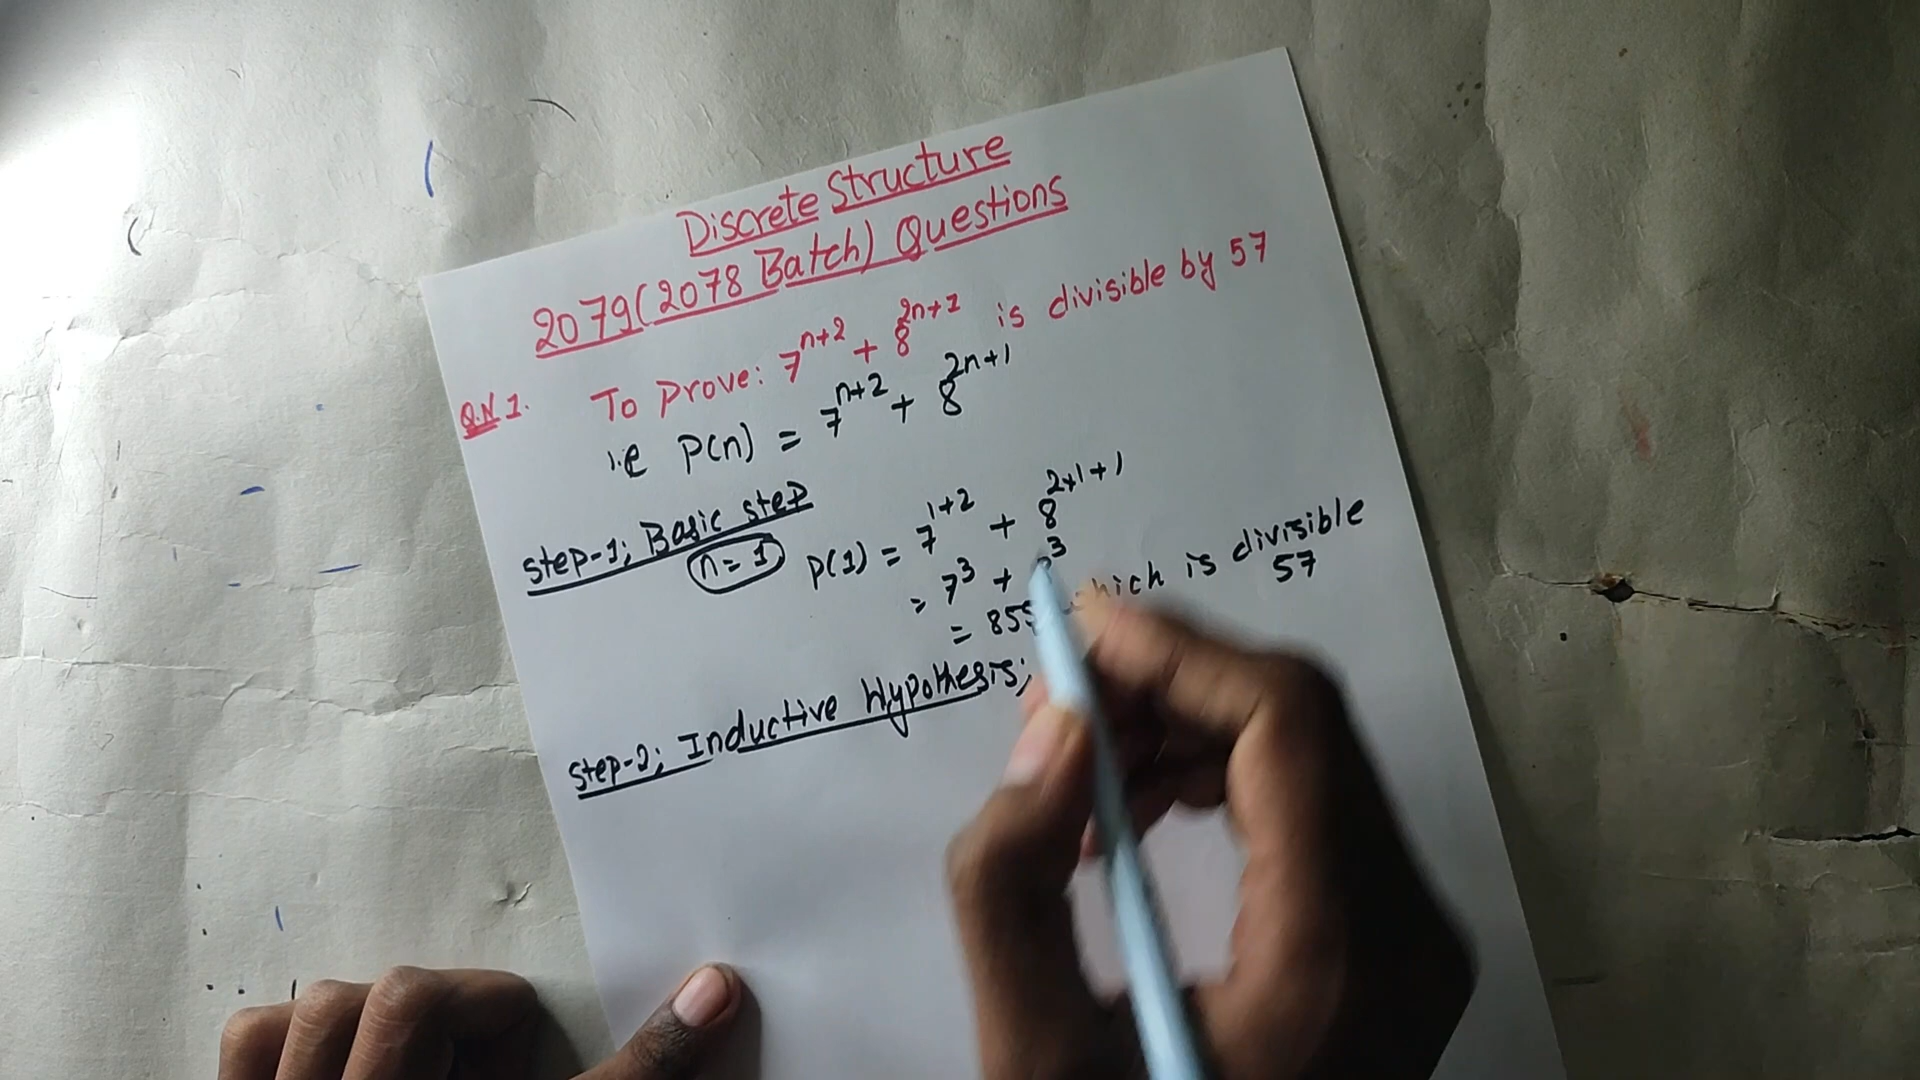 Discrete Structure
2079(2078 Batch) Questions
Q.N 1. To prove: 7^{n+2} + 8^{2n+1} is divisible by 57
i.e P(n) = 7^{n+2} + 8^{2n+1}
step-1; Basic step
n=1 P(1) = 7^{1+2} + 8^{2×1+1}
= 7^3 + ^3
= 855 which is divisible
57
Step-2; Inductive Hypothesis;